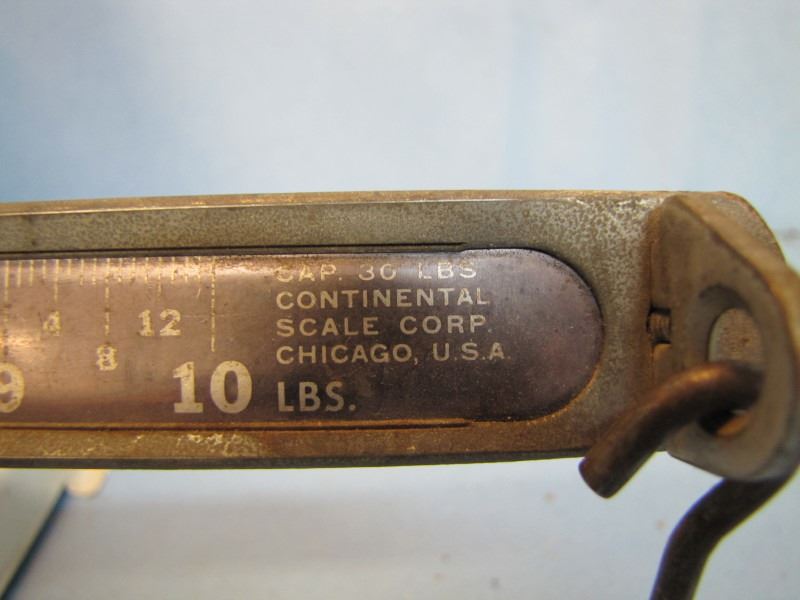 CAP. 30 LBS
CONTINENTAL
SCALE CORP.
CHICAGO, U.S.A.
4 12
8
9 10 LBS.